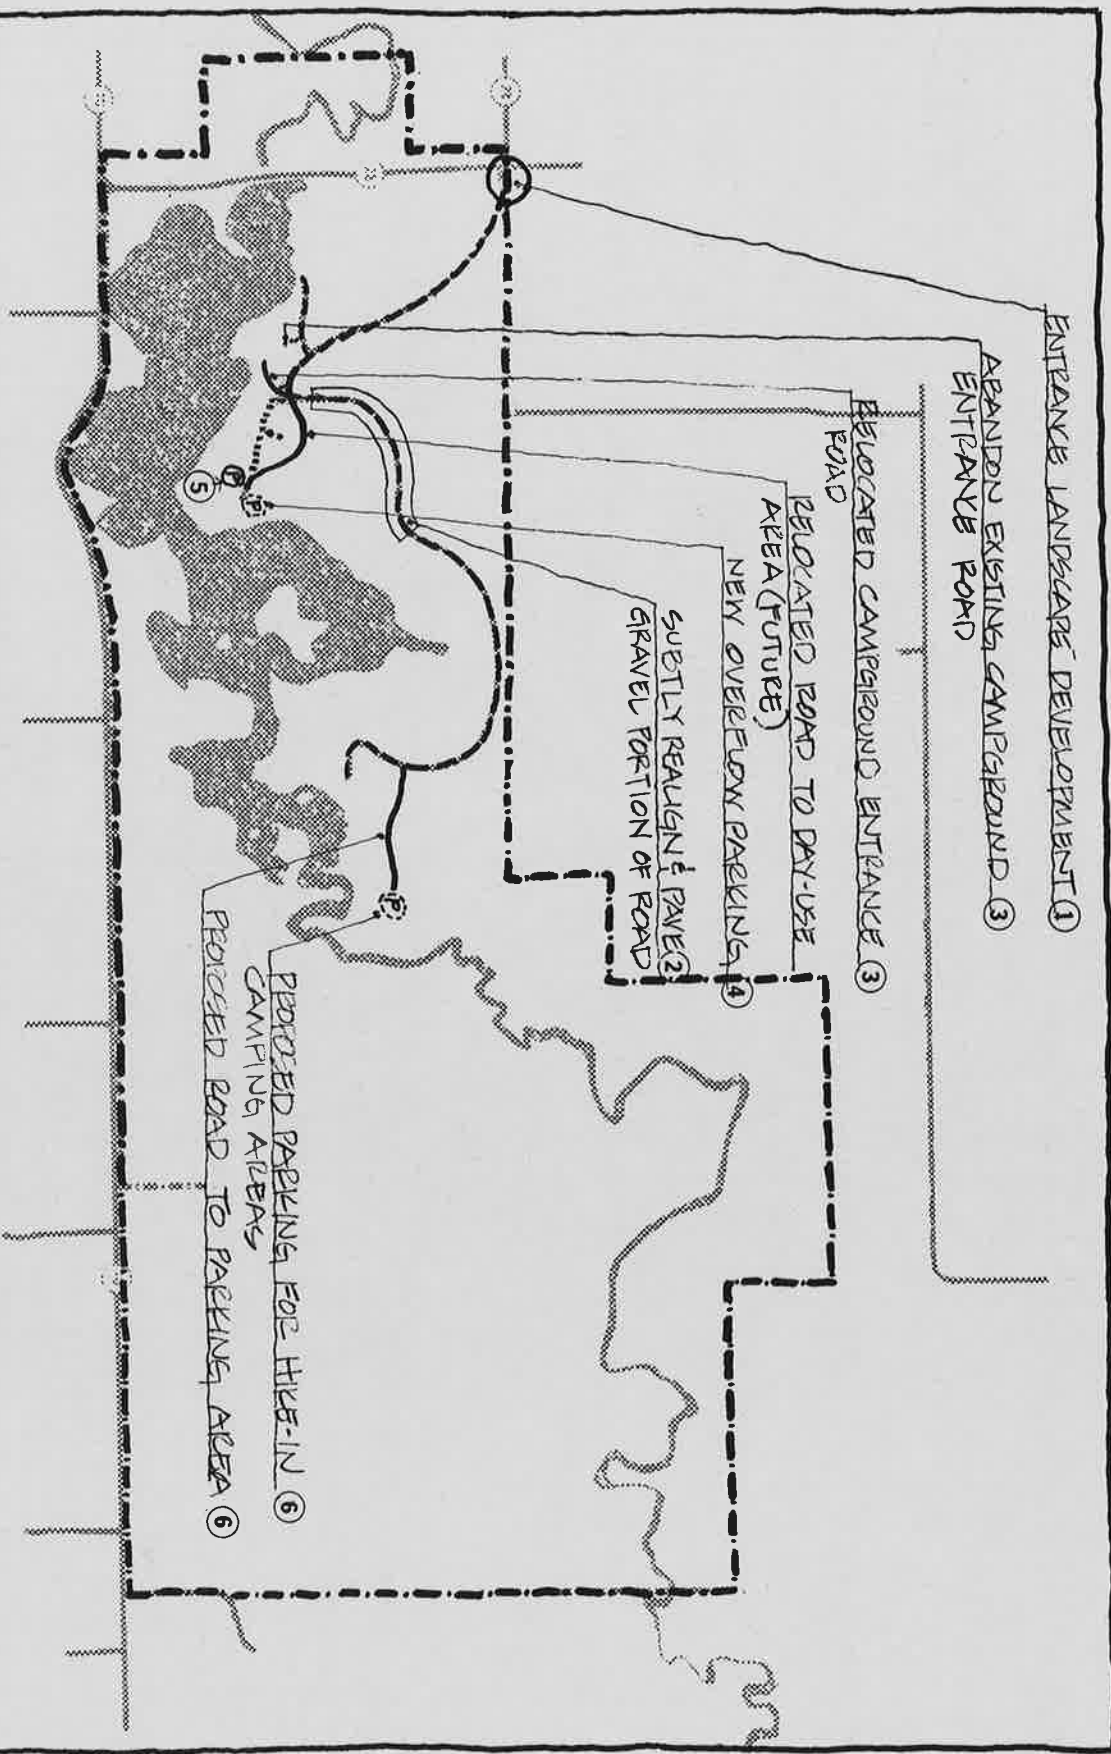 ENTRANCE LANDSCAPE DEVELOPMENT 1
ABANDON EXISTING CAMPGROUND 3
ENTRANCE ROAD
RELOCATED CAMPGROUND ENTRANCE 3
ROAD
RELOCATED ROAD TO DAY-USE
AREA (FUTURE)
NEW OVERFLOW PARKING 4
SUBTLY REALIGN & PAVE 2
GRAVEL PORTION OF ROAD
PROPOSED PARKING FOR HIKE-IN 6
CAMPING AREAS
PROPOSED ROAD TO PARKING AREA 6
P
P
5
P